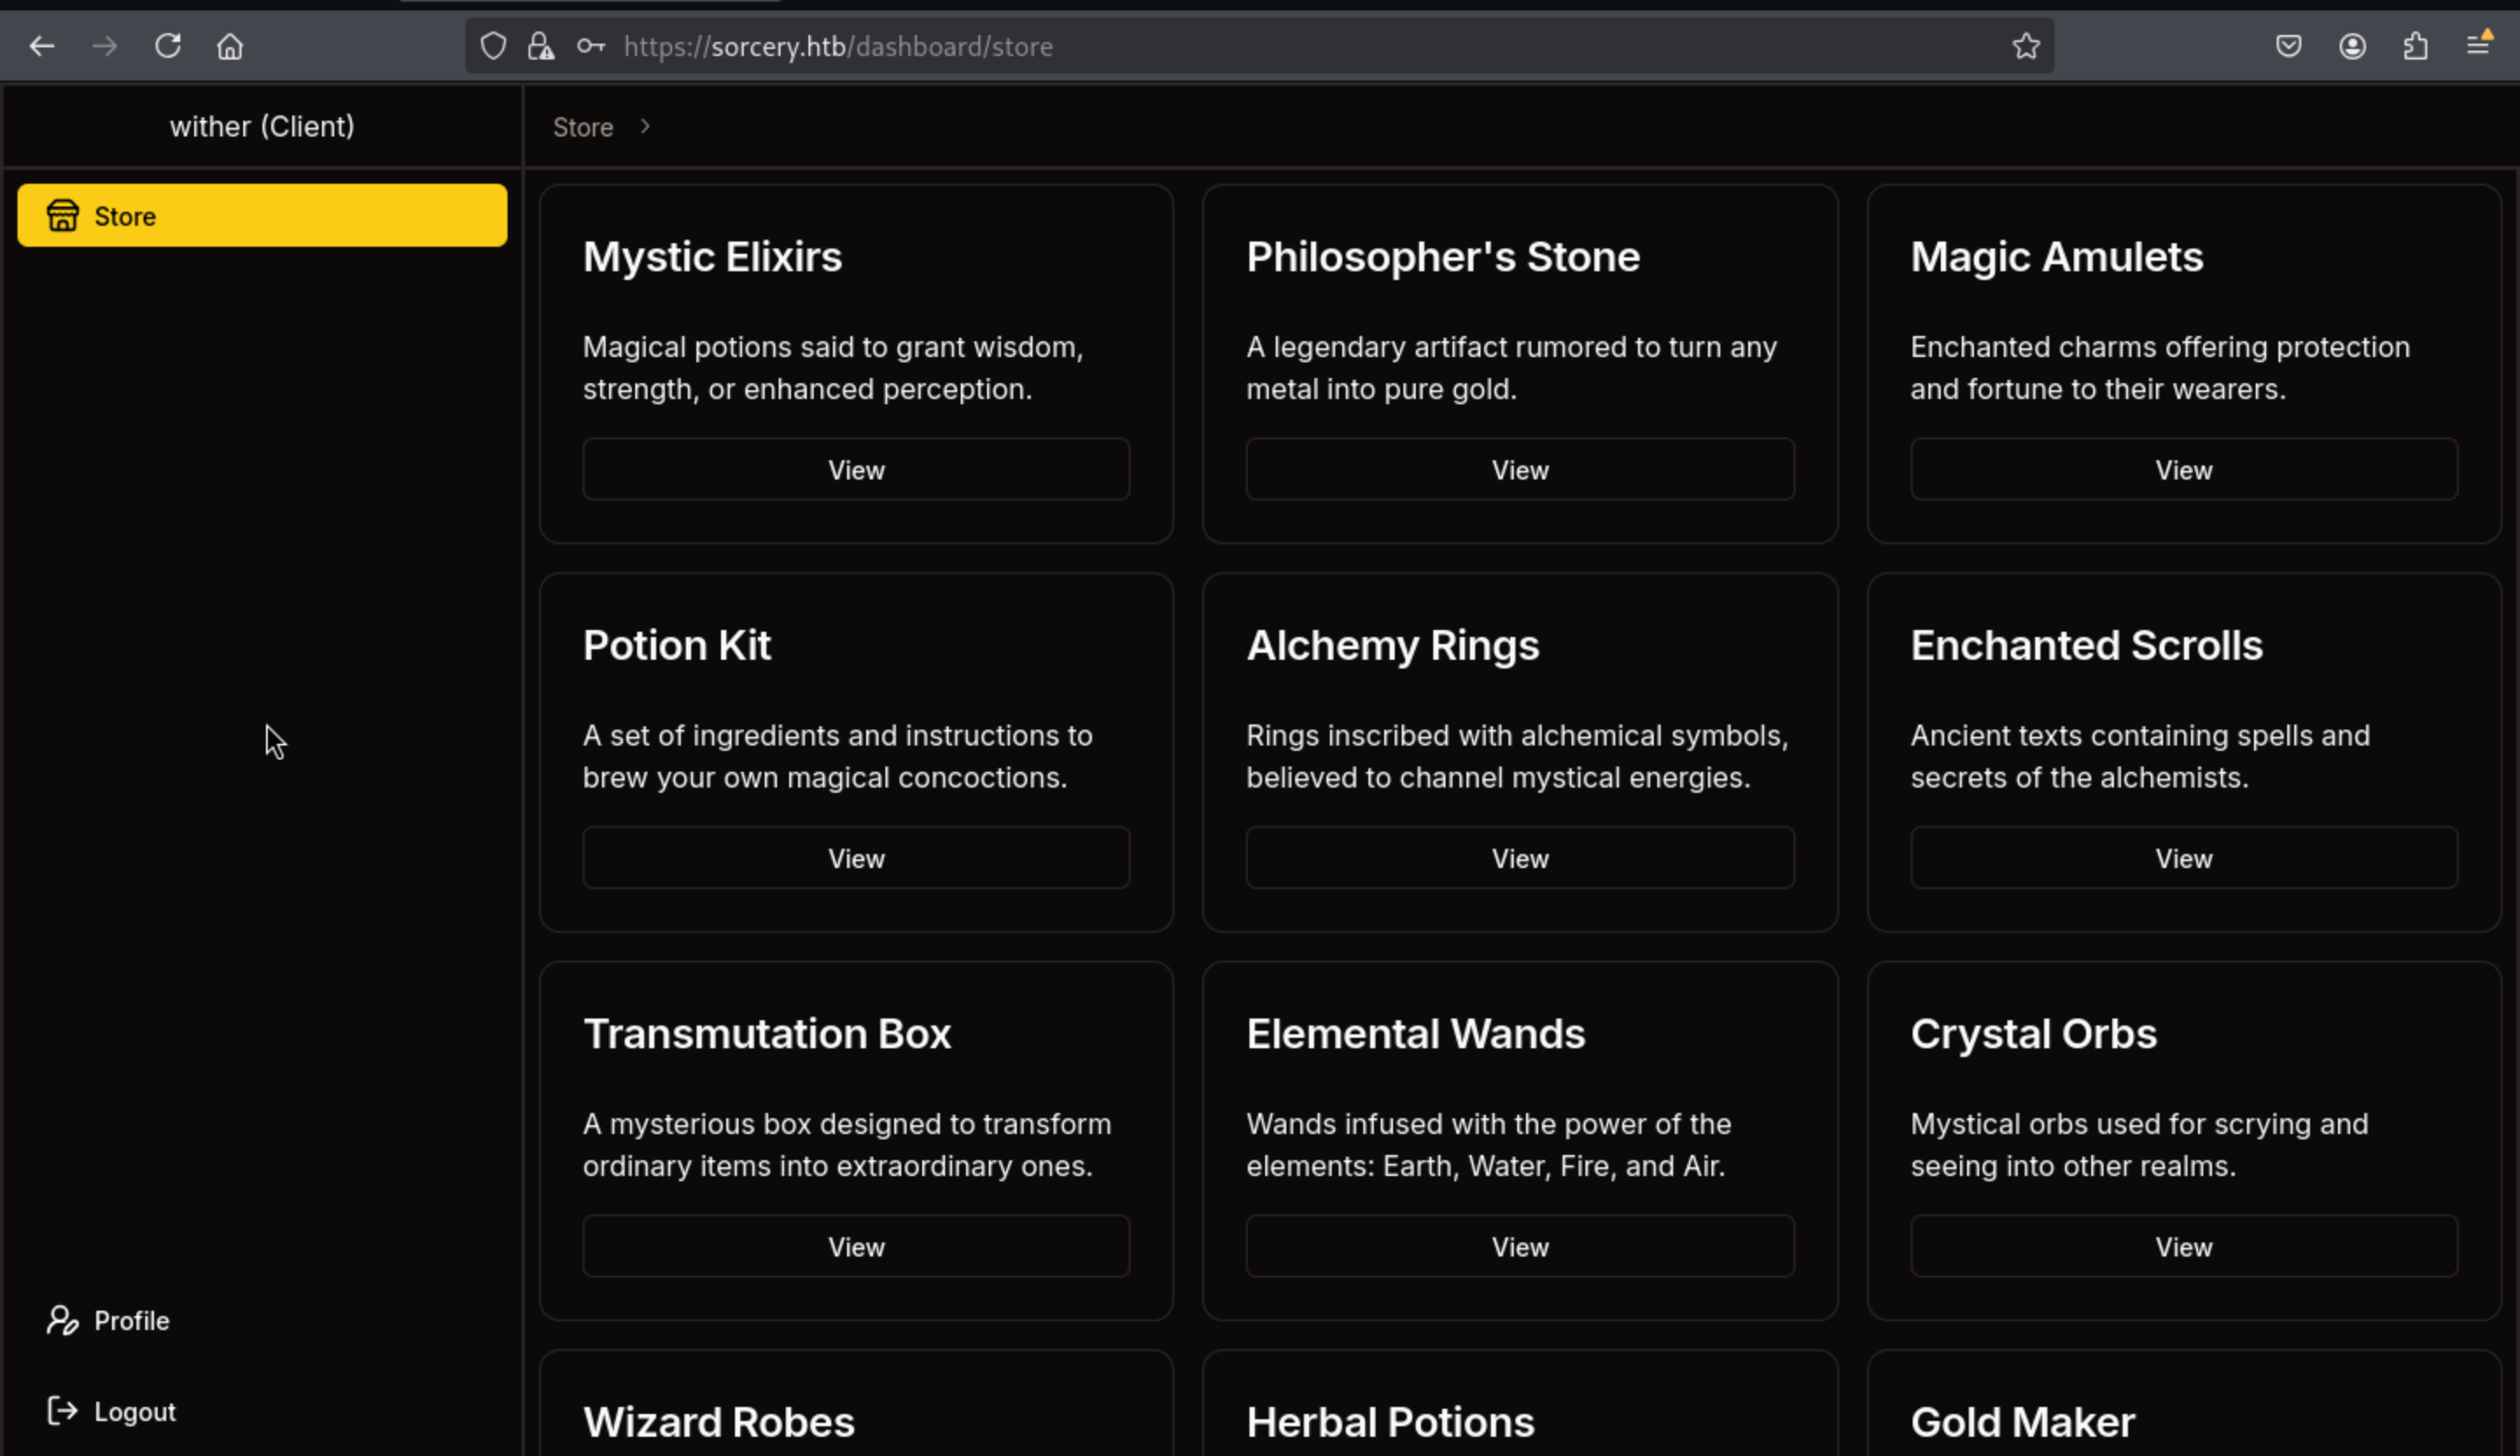 https://sorcery.htb/dashboard/store
wither (Client)
Store
Store
Mystic Elixirs
Magical potions said to grant wisdom,
strength, or enhanced perception.
View
Philosopher's Stone
A legendary artifact rumored to turn any
metal into pure gold.
View
Magic Amulets
Enchanted charms offering protection
and fortune to their wearers.
View
Potion Kit
A set of ingredients and instructions to
brew your own magical concoctions.
View
Alchemy Rings
Rings inscribed with alchemical symbols,
believed to channel mystical energies.
View
Enchanted Scrolls
Ancient texts containing spells and
secrets of the alchemists.
View
Transmutation Box
A mysterious box designed to transform
ordinary items into extraordinary ones.
View
Elemental Wands
Wands infused with the power of the
elements: Earth, Water, Fire, and Air.
View
Crystal Orbs
Mystical orbs used for scrying and
seeing into other realms.
View
Wizard Robes
Herbal Potions
Gold Maker
Profile
Logout